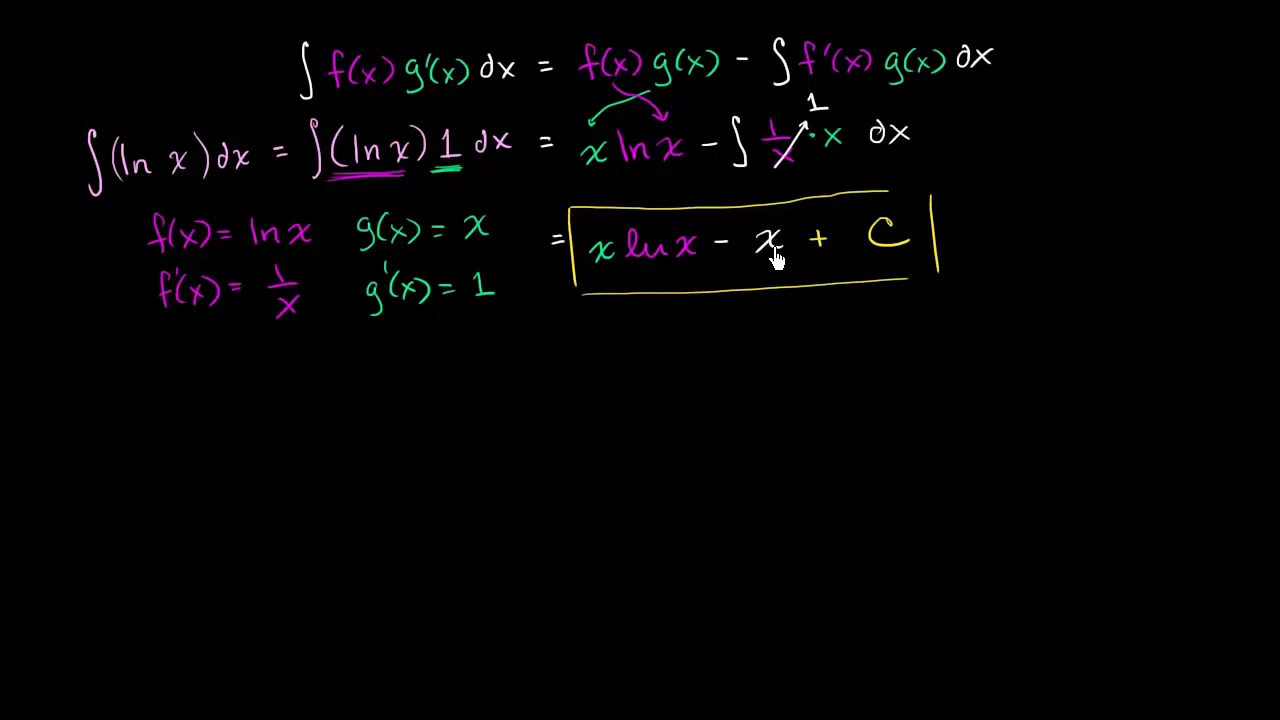 ∫ f(x) g'(x) dx = f(x) g(x) - ∫ f'(x) g(x) dx
∫(ln x)dx = ∫(ln x) 1 dx = x ln x - ∫ 1/x · x dx
1
f(x) = ln x g(x) = x
= x ln x - x + C
f'(x) = 1/x g'(x) = 1